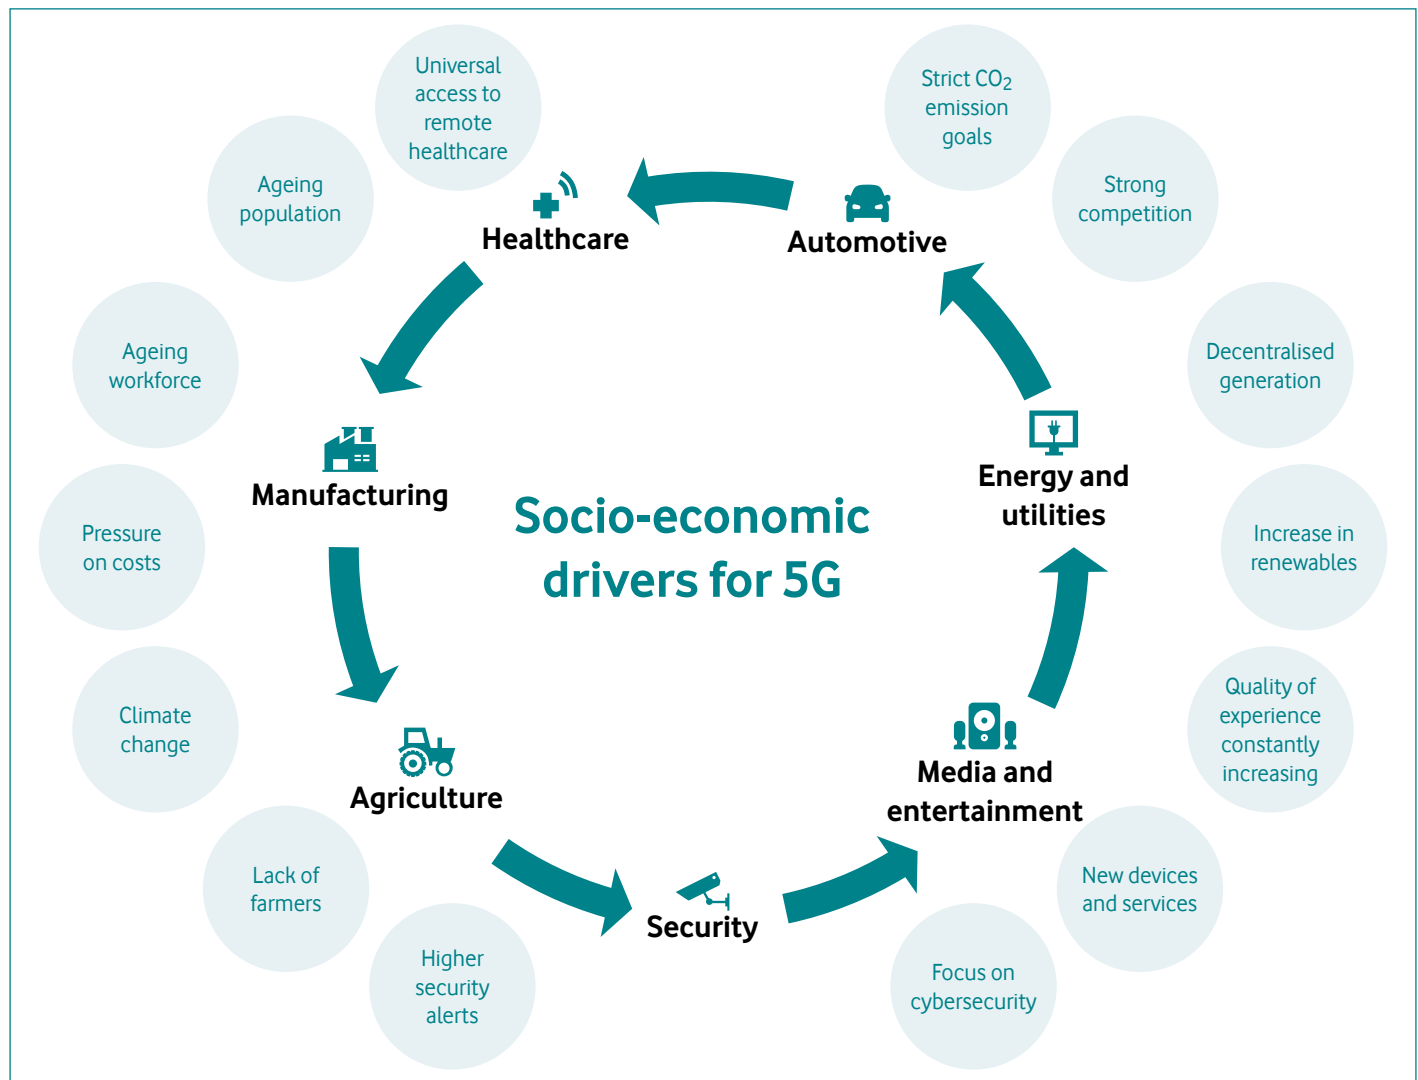 Universal
access to
remote
healthcare
Strict CO₂
emission
goals
Ageing
population
Strong
competition
Healthcare
Automotive
Ageing
workforce
Decentralised
generation
Manufacturing
Energy and
utilities
Socio-economic
drivers for 5G
Pressure
on costs
Increase in
renewables
Climate
change
Quality of
experience
constantly
increasing
Agriculture
Media and
entertainment
Lack of
farmers
New devices
and services
Security
Higher
security
alerts
Focus on
cybersecurity